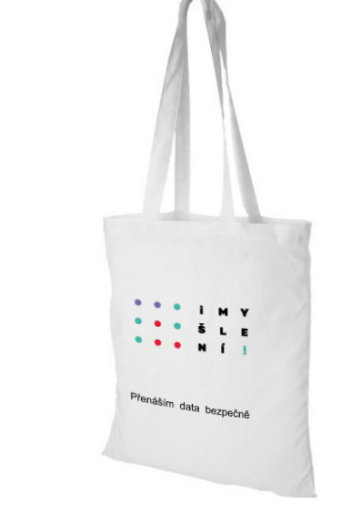 i M Y
Š L E
N Í !
Přenáším data bezpečně